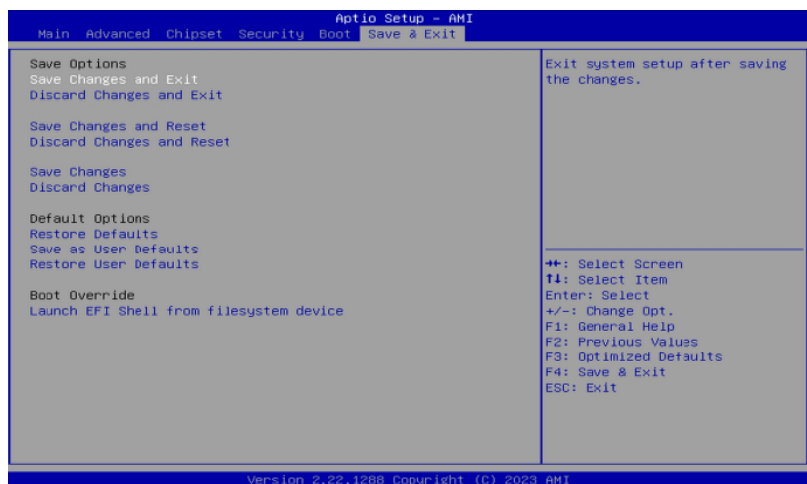 Aptio Setup - AMI
Main Advanced Chipset Security Boot Save & Exit
Save Options
Save Changes and Exit
Discard Changes and Exit
Save Changes and Reset
Discard Changes and Reset
Save Changes
Discard Changes
Default Options
Restore Defaults
Save as User Defaults
Restore User Defaults
Boot Override
Launch EFI Shell from filesystem device
Exit system setup after saving
the changes.
→←: Select Screen
↑↓: Select Item
Enter: Select
+/-: Change Opt.
F1: General Help
F2: Previous Values
F3: Optimized Defaults
F4: Save & Exit
ESC: Exit
Version 2.22.1288 Copyright (C) 2023 AMI